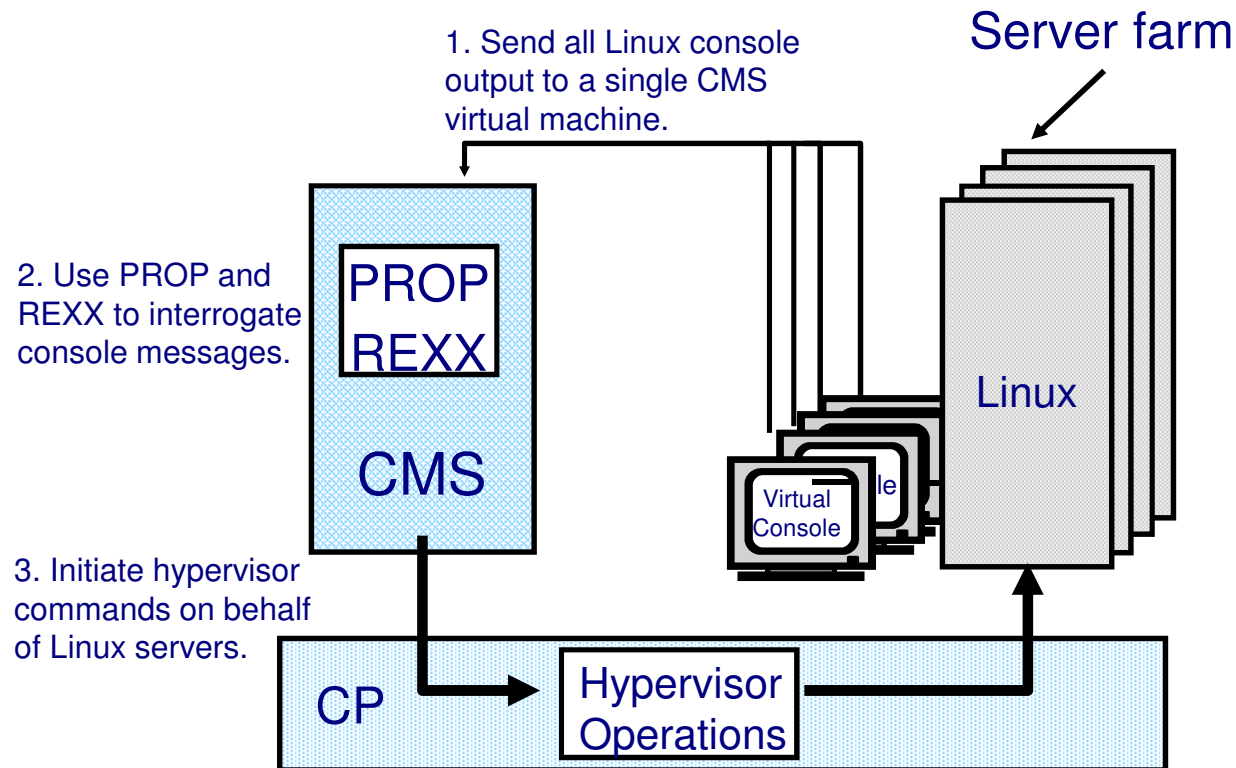 Server farm
1. Send all Linux console
output to a single CMS
virtual machine.
2. Use PROP and
REXX to interrogate
console messages.
PROP
REXX
CMS
Linux
Virtual
Console
3. Initiate hypervisor
commands on behalf
of Linux servers.
CP
Hypervisor
Operations